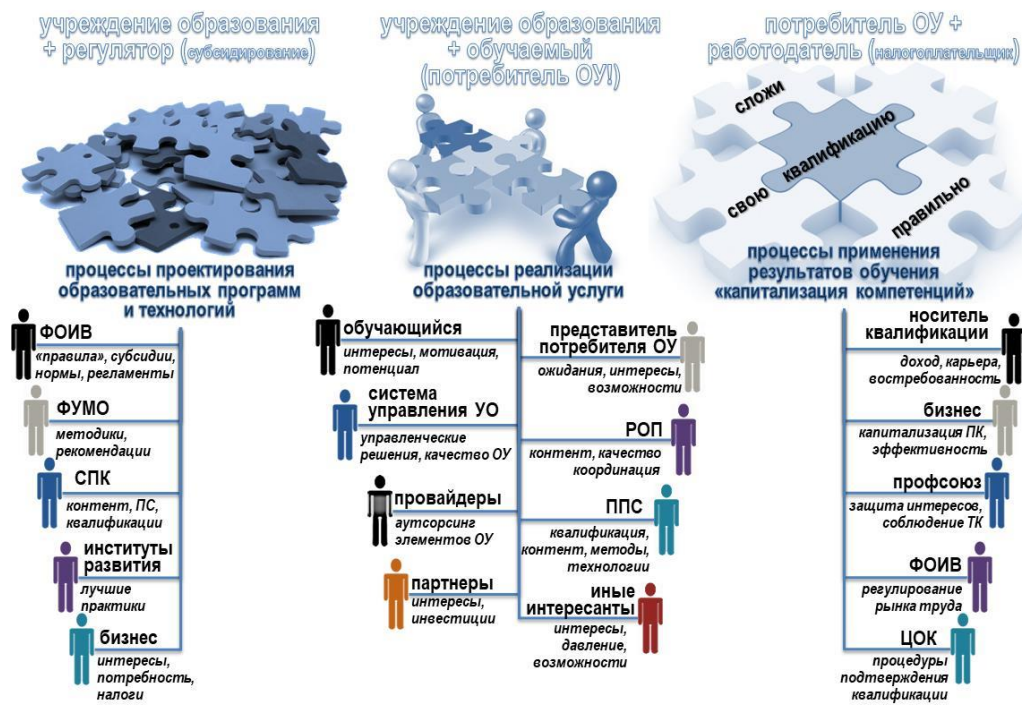 учреждение образования
+ регулятор (субсидирование)
процессы проектирования
образовательных программ
и технологий
ФОИВ
«правила», субсидии,
нормы, регламенты
ФУМО
методики,
рекомендации
СПК
контент, ПС,
квалификации
институты
развития
лучшие
практики
бизнес
интересы,
потребность,
налоги
учреждение образования
+ обучаемый
(потребитель ОУ!)
процессы реализации
образовательной услуги
обучающийся
интересы, мотивация,
потенциал
система
управления УО
управленческие
решения, качество ОУ
провайдеры
аутсорсинг
элементов ОУ
партнеры
интересы,
инвестиции
представитель
потребителя ОУ
ожидания, интересы,
возможности
РОП
контент, качество
координация
ППС
квалификация,
контент, методы,
технологии
иные
интересанты
интересы,
давление,
возможности
потребитель ОУ +
работодатель (налогоплательщик)
сложи
свою квалификацию
правильно
процессы применения
результатов обучения
«капитализация компетенций»
носитель
квалификации
доход, карьера,
востребованность
бизнес
капитализация ПК,
эффективность
профсоюз
защита интересов,
соблюдение ТК
ФОИВ
регулирование
рынка труда
ЦОК
процедуры
подтверждения
квалификации